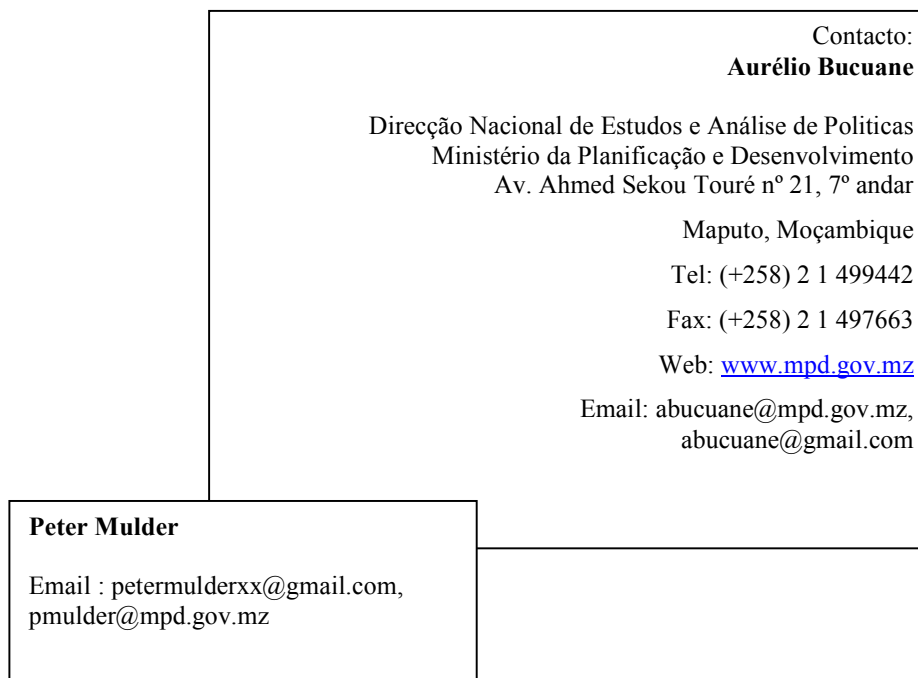 Contacto:
Aurélio Bucuane
Direcção Nacional de Estudos e Análise de Politicas
Ministério da Planificação e Desenvolvimento
Av. Ahmed Sekou Touré nº 21, 7º andar
Maputo, Moçambique
Tel: (+258) 2 1 499442
Fax: (+258) 2 1 497663
Web: www.mpd.gov.mz
Email: abucuane@mpd.gov.mz,
abucuane@gmail.com
Peter Mulder
Email : petermulderxx@gmail.com,
pmulder@mpd.gov.mz